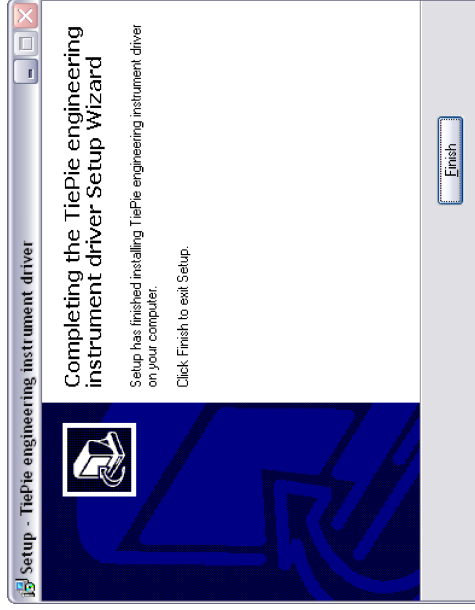 Setup - TiePie engineering instrument driver
Completing the TiePie engineering
instrument driver Setup Wizard
Setup has finished installing TiePie engineering instrument driver
on your computer.
Click Finish to exit Setup.
Finish